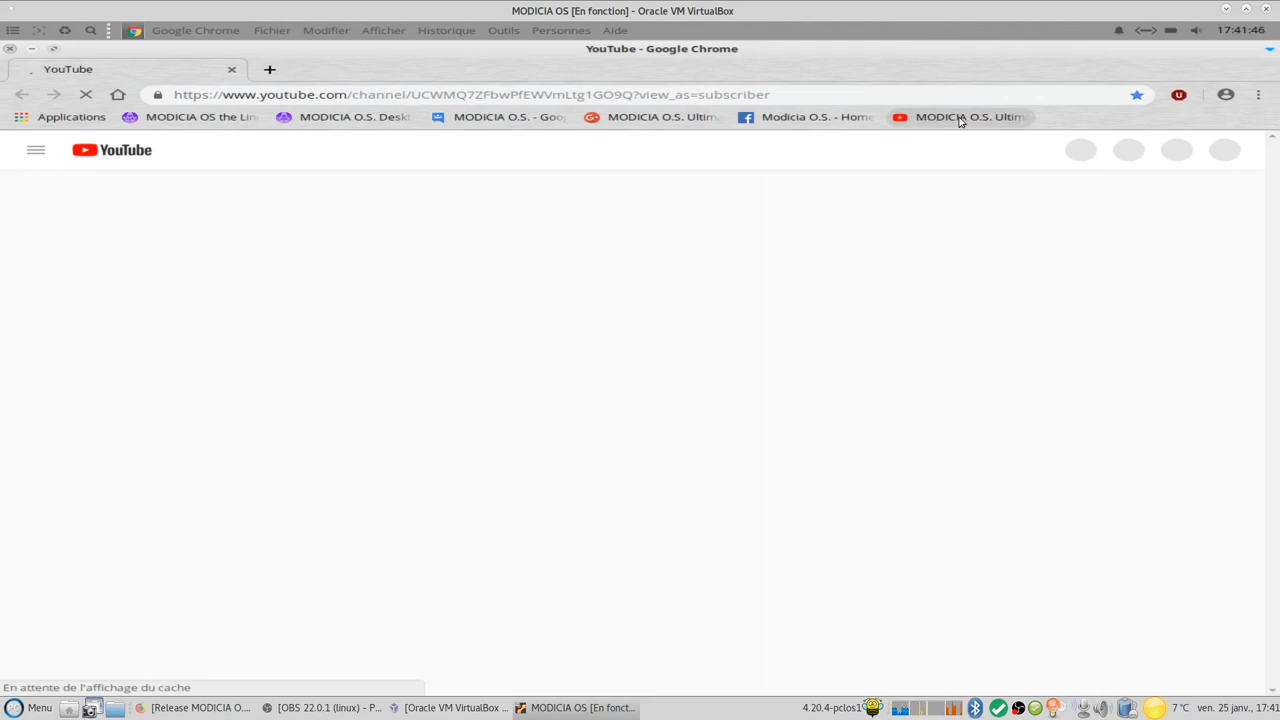 MODICIA OS [En fonction] - Oracle VM VirtualBox
Google Chrome Fichier Modifier Afficher Historique Outils Personnes Aide 17:41:46
YouTube - Google Chrome
YouTube
https://www.youtube.com/channel/UCWMQ7ZFbwPfEWVmLtg1GO9Q?view_as=subscriber
Applications MODICIA OS the Lin MODICIA O.S. Desk MODICIA O.S. - Goo MODICIA O.S. Ultim Modicia O.S. - Home MODICIA O.S. Ultim
YouTube
En attente de l'affichage du cache
Menu [Release MODICIA O... [OBS 22.0.1 (linux) - P... [Oracle VM VirtualBox ... MODICIA OS [En fonct... 4.20.4-pclos1 7 °C ven. 25 janv., 17:41